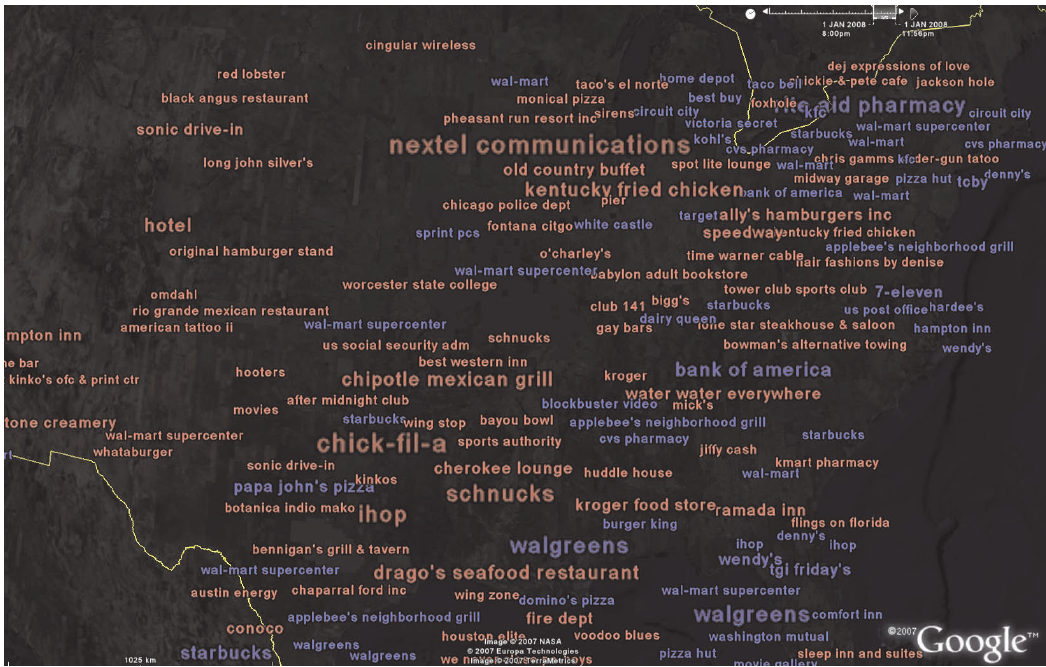 1 JAN 2008
8:00pm
1 JAN 2008
11:56pm
cingular wireless
dej expressions of love
red lobster
wal-mart
taco's el norte
home depot
taco bell
chickie-&-pete cafe
jackson hole
black angus restaurant
monical pizza
best buy
foxhole
rite aid pharmacy
pheasant run resort inc
sirens
circuit city
kfc
circuit city
sonic drive-in
victoria secret
starbucks
wal-mart supercenter
nextel communications
kohl's
cvs pharmacy
wal-mart
cvs pharmacy
long john silver's
old country buffet
spot lite lounge
wal-mart
chris gamms
kfc
der-gun tatoo
kentucky fried chicken
bank of america
midway garage
pizza hut
tcby
denny's
chicago police dept
pier
wal-mart
hotel
sprint pcs
fontana citgo
white castle
target
ally's hamburgers inc
speedway
kentucky fried chicken
original hamburger stand
o'charley's
time warner cable
applebee's neighborhood grill
hair fashions by denise
wal-mart supercenter
babylon adult bookstore
worcester state college
tower club sports club
7-eleven
omdahl
club 141
bigg's
starbucks
us post office
hardee's
rio grande mexican restaurant
dairy queen
american tattoo ii
wal-mart supercenter
gay bars
lone star steakhouse & saloon
hampton inn
mpton inn
us social security adm
schnucks
bowman's alternative towing
wendy's
ne bar
best western inn
kinko's ofc & print ctr
hooters
chipotle mexican grill
kroger
bank of america
after midnight club
water water everywhere
movies
blockbuster video
mick's
tone creamery
starbucks
wing stop
bayou bowl
applebee's neighborhood grill
wal-mart supercenter
chick-fil-a
sports authority
cvs pharmacy
starbucks
whataburger
jiffy cash
sonic drive-in
cherokee lounge
huddle house
kmart pharmacy
wal-mart
papa john's pizza
kinkos
schnucks
botanica indio mako
ihop
kroger food store
ramada inn
burger king
flings on florida
bennigan's grill & tavern
walgreens
ihop
denny's
ihop
wal-mart supercenter
drago's seafood restaurant
wendy's
tgi friday's
austin energy
chaparral ford inc
wing zone
domino's pizza
wal-mart supercenter
applebee's neighborhood grill
fire dept
walgreens
comfort inn
conoco
houston elite
voodoo blues
washington mutual
starbucks
walgreens
walgreens
Image © 2007 NASA
© 2007 Europa Technologies
Image © 2007 TerraMetrics
pizza hut
sleep inn and suites
movie gallery
1025 km
©2007 Google™